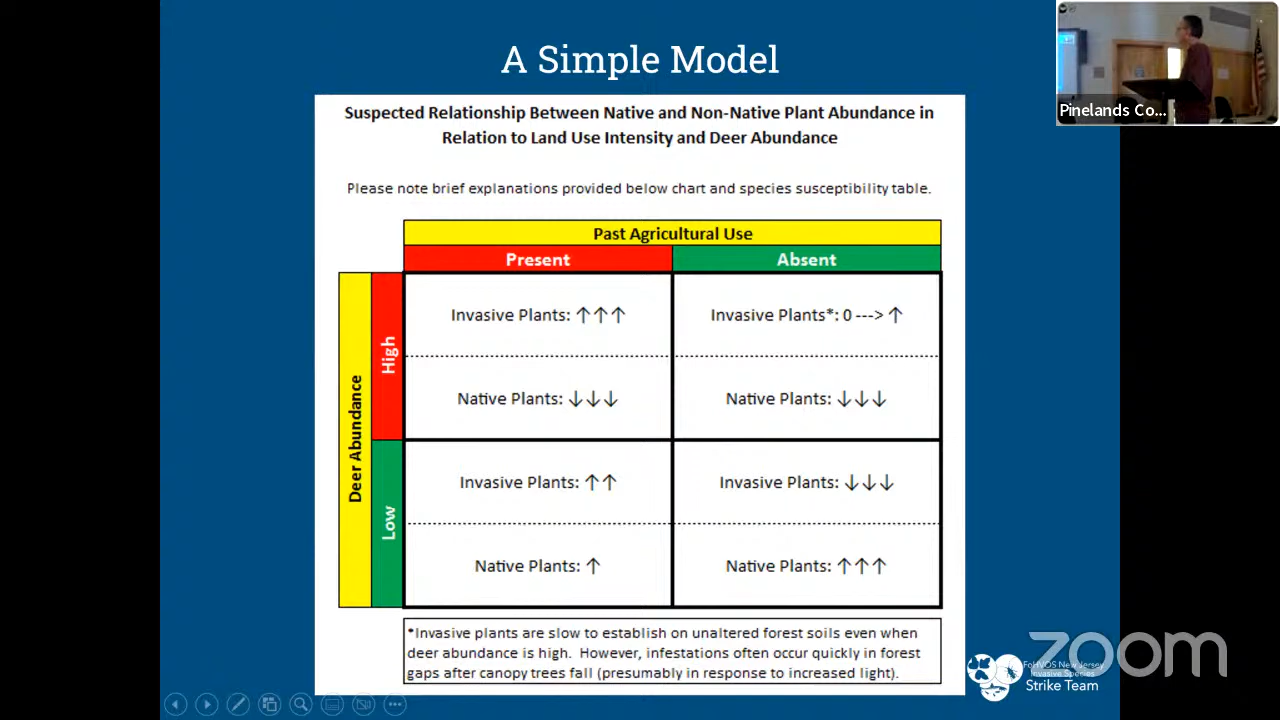 A Simple Model
Pinelands Co...
Suspected Relationship Between Native and Non-Native Plant Abundance in
Relation to Land Use Intensity and Deer Abundance
Please note brief explanations provided below chart and species susceptibility table.
Past Agricultural Use
Present
Absent
Deer Abundance
High
Invasive Plants: ↑↑↑
Invasive Plants*: 0 ---> ↑
Native Plants: ↓↓↓
Native Plants: ↓↓↓
Low
Invasive Plants: ↑↑
Invasive Plants: ↓↓↓
Native Plants: ↑
Native Plants: ↑↑↑
*Invasive plants are slow to establish on unaltered forest soils even when
deer abundance is high. However, infestations often occur quickly in forest
gaps after canopy trees fall (presumably in response to increased light).
zoom
FoHVOS New Jersey
Invasive Species
Strike Team